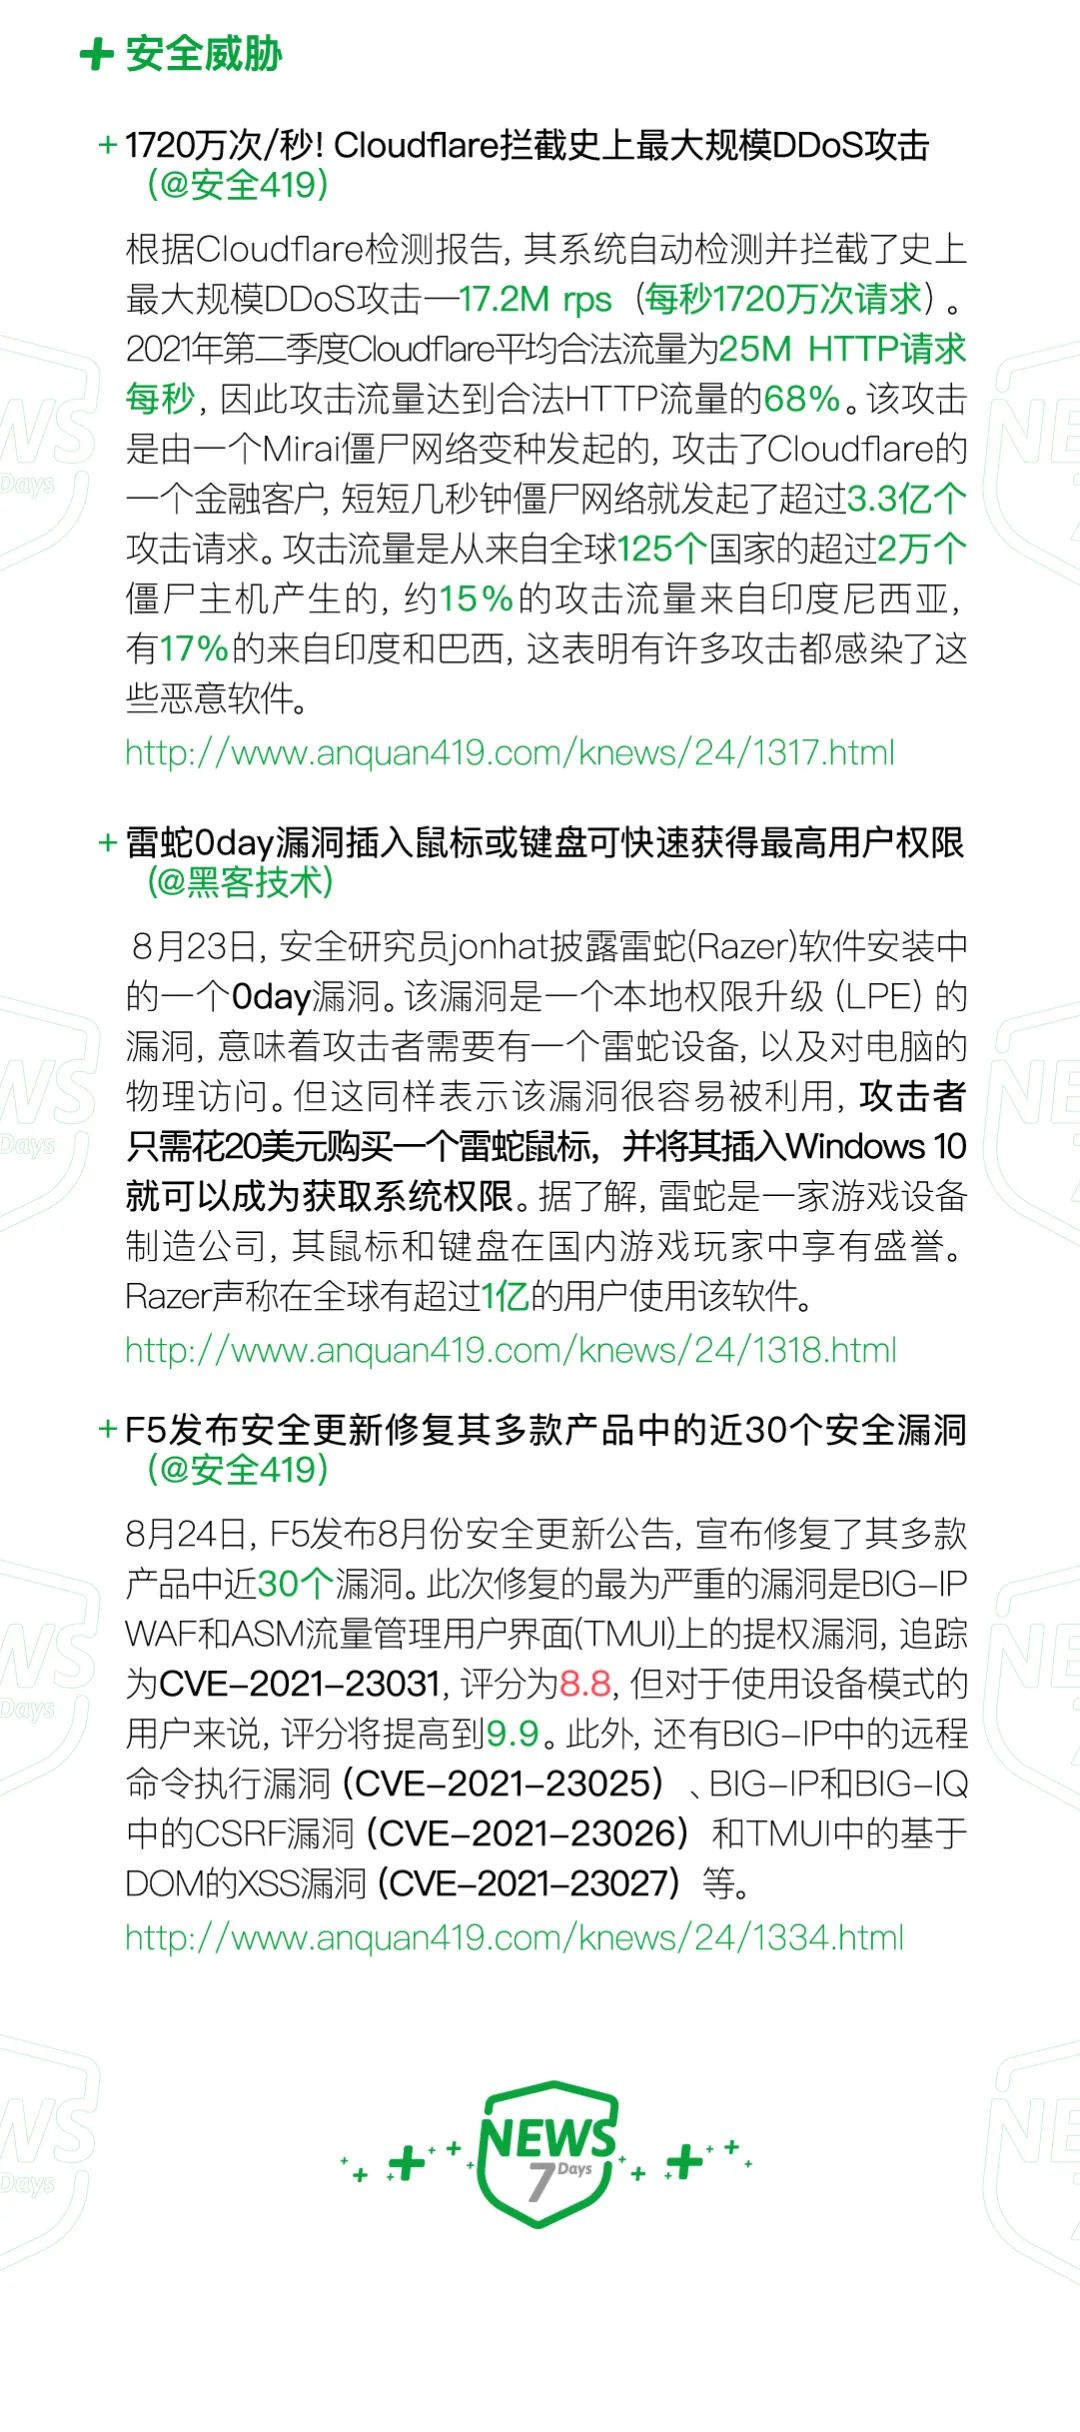 安全威胁
1720万次/秒! Cloudflare拦截史上最大规模DDoS攻击
(@安全419)
根据Cloudflare检测报告, 其系统自动检测并拦截了史上
最大规模DDoS攻击—17.2M rps（每秒1720万次请求）。
2021年第二季度Cloudflare平均合法流量为25M HTTP请求
每秒, 因此攻击流量达到合法HTTP流量的68%。该攻击
是由一个Mirai僵尸网络变种发起的, 攻击了Cloudflare的
一个金融客户, 短短几秒钟僵尸网络就发起了超过3.3亿个
攻击请求。攻击流量是从来自全球125个国家的超过2万个
僵尸主机产生的, 约15%的攻击流量来自印度尼西亚,
有17%的来自印度和巴西, 这表明有许多攻击都感染了这
些恶意软件。
http://www.anquan419.com/knews/24/1317.html
雷蛇0day漏洞插入鼠标或键盘可快速获得最高用户权限
(@黑客技术)
8月23日, 安全研究员jonhat披露雷蛇(Razer)软件安装中
的一个0day漏洞。该漏洞是一个本地权限升级 (LPE) 的
漏洞, 意味着攻击者需要有一个雷蛇设备, 以及对电脑的
物理访问。但这同样表示该漏洞很容易被利用, 攻击者
只需花20美元购买一个雷蛇鼠标, 并将其插入Windows 10
就可以成为获取系统权限。据了解, 雷蛇是一家游戏设备
制造公司, 其鼠标和键盘在国内游戏玩家中享有盛誉。
Razer声称在全球有超过1亿的用户使用该软件。
http://www.anquan419.com/knews/24/1318.html
F5发布安全更新修复其多款产品中的近30个安全漏洞
(@安全419)
8月24日, F5发布8月份安全更新公告, 宣布修复了其多款
产品中近30个漏洞。此次修复的最为严重的漏洞是BIG-IP
WAF和ASM流量管理用户界面(TMUI)上的提权漏洞, 追踪
为CVE-2021-23031, 评分为8.8, 但对于使用设备模式的
用户来说, 评分将提高到9.9。此外, 还有BIG-IP中的远程
命令执行漏洞（CVE-2021-23025）、BIG-IP和BIG-IQ
中的CSRF漏洞（CVE-2021-23026）和TMUI中的基于
DOM的XSS漏洞（CVE-2021-23027）等。
http://www.anquan419.com/knews/24/1334.html
NEWS
7 Days